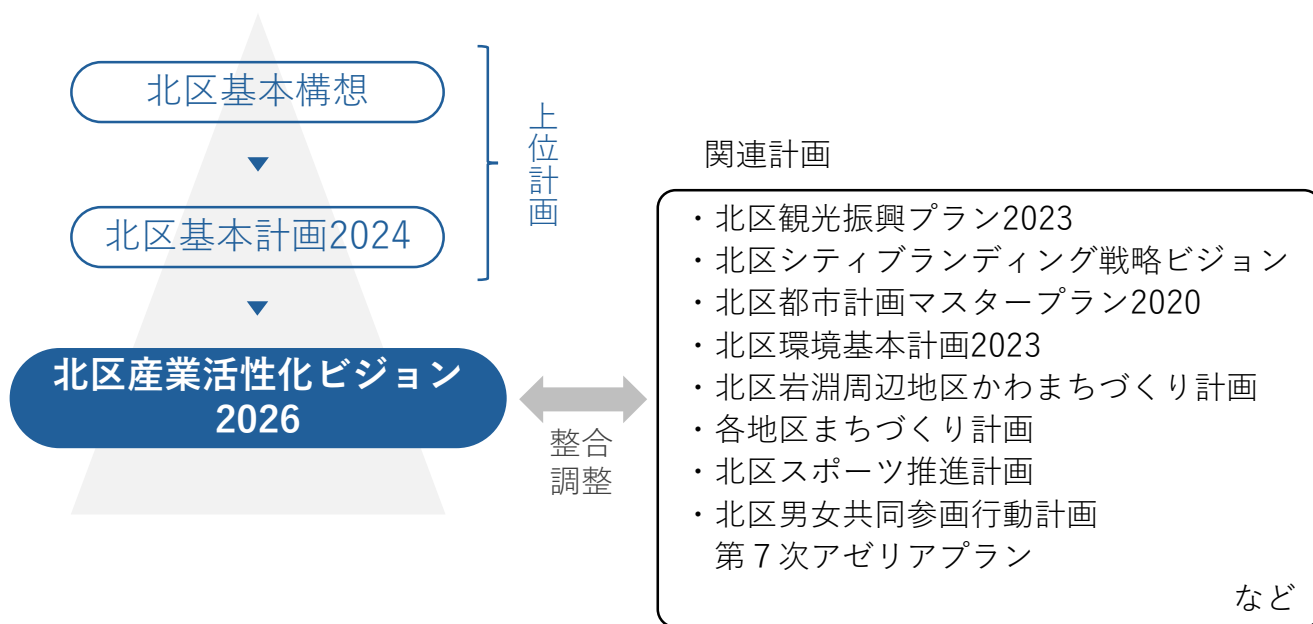 北区基本構想
北区基本計画2024
上位計画
北区産業活性化ビジョン
2026
整合
調整
関連計画
・北区観光振興プラン2023
・北区シティブランディング戦略ビジョン
・北区都市計画マスタープラン2020
・北区環境基本計画2023
・北区岩淵周辺地区かわまちづくり計画
・各地区まちづくり計画
・北区スポーツ推進計画
・北区男女共同参画行動計画
第７次アゼリアプラン
など